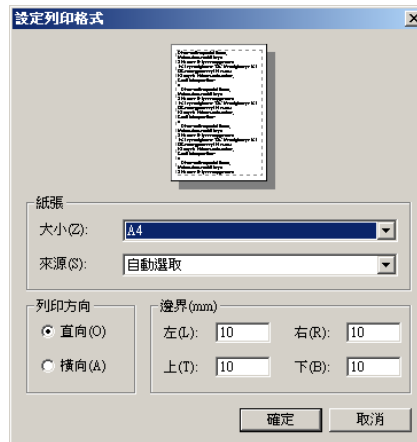 設定列印格式
紙張
大小(Z): A4
來源(S): 自動選取
列印方向
直向(O)
橫向(A)
邊界(mm)
左(L): 10 右(R): 10
上(T): 10 下(B): 10
確定 取消